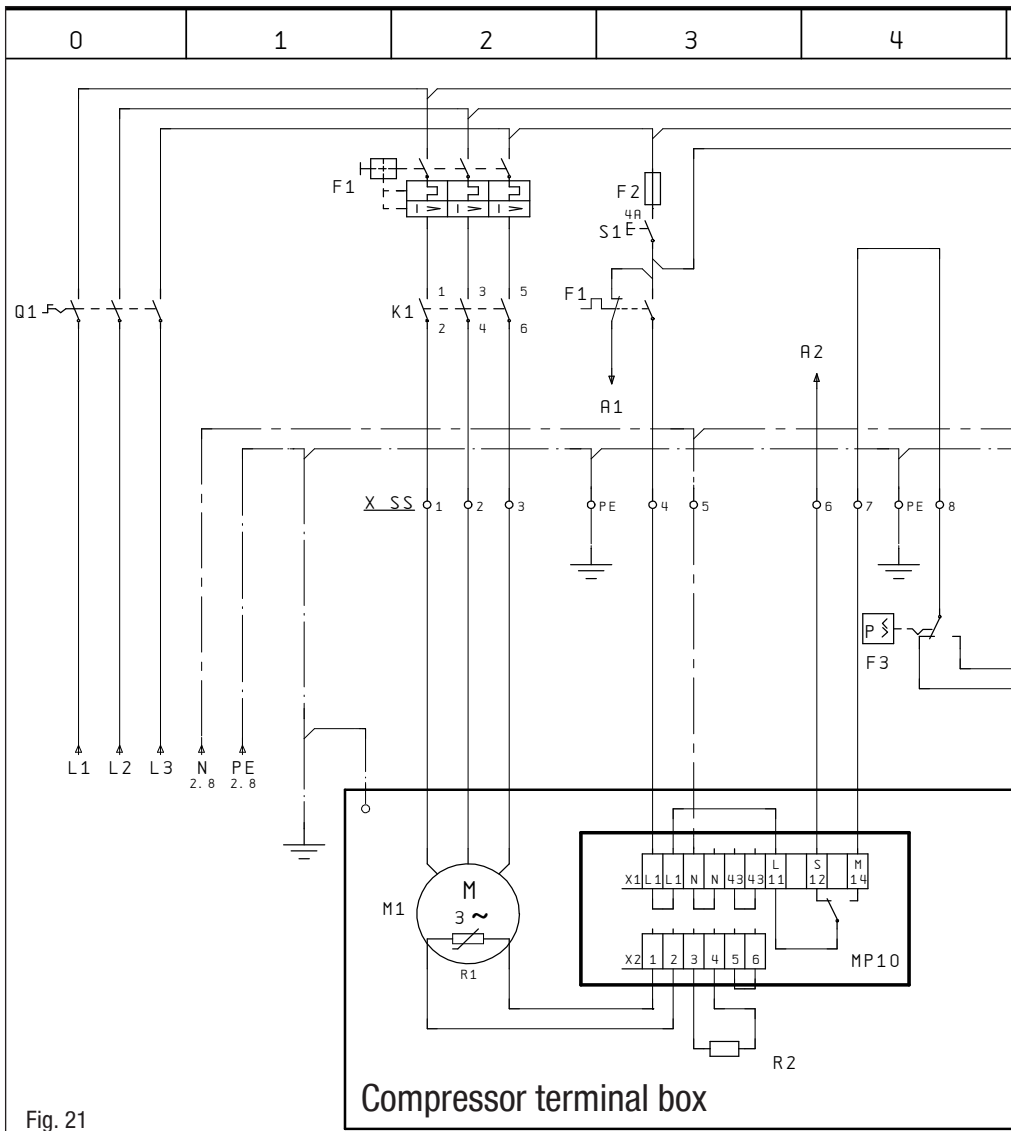 0 1 2 3 4
F1
F2
4A
S1
Q1
1 3 5
K1
2 4 6
F1
A2
A1
X SS 1 2 3 PE 4 5 6 7 PE 8
P
F3
L1 L2 L3 N PE
2.8 2.8
M
3 ~
M1
R1
L S M
X1 L1 L1 N N 43 43 11 12 14
X2 1 2 3 4 5 6
MP10
R2
Compressor terminal box
Fig. 21
I > I > I >